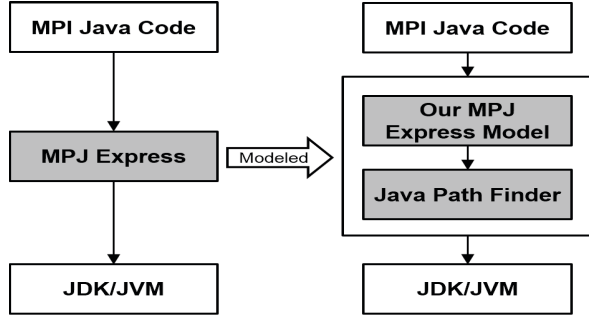 MPI Java Code
MPJ Express
JDK/JVM
Modeled
MPI Java Code
Our MPJ
Express Model
Java Path Finder
JDK/JVM